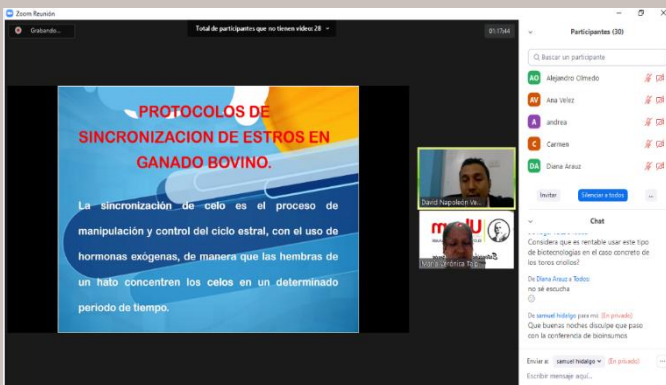 Zoom Reunión
Grabando...
Total de participantes que no tienen video: 28
01:17:44
PROTOCOLOS DE
SINCRONIZACION DE ESTROS EN
GANADO BOVINO.
La sincronización de celo es el proceso de
manipulación y control del ciclo estral, con el uso de
hormonas exógenas, de manera que las hembras de
un hato concentren los celos en un determinado
periodo de tiempo.
David Napoleón Ve...
Maria Verónica Taip...
Participantes (30)
Buscar un participante
AO Alejandro Olmedo
AV Ana Velez
A andrea
C Carmen
DA Diana Arauz
Invitar
Silenciar a todos
...
Chat
Considera que es rentable usar este tipo
de biotecnologías en el caso concreto de
los toros criollos?
De Diana Arauz a Todos:
no sé escucha
De samuel hidalgo para mí: (En privado)
Que buenas noches disculpe que paso
con la conferencia de bioinsumos
Enviar a: samuel hidalgo (En privado)
...
Escribir mensaje aquí...